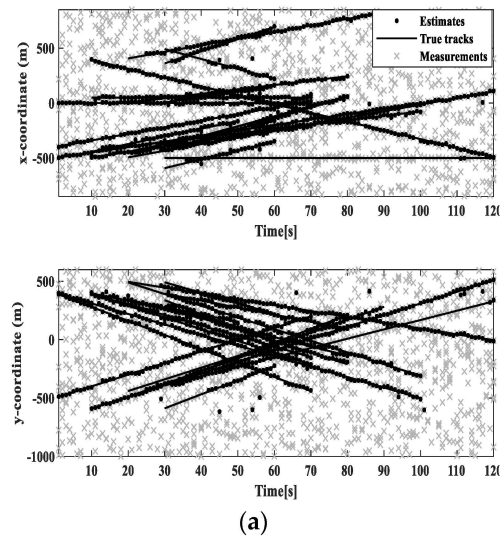 500
0
-500
x-coordinate (m)
Estimates
True tracks
Measurements
10 20 30 40 50 60 70 80 90 100 110 120
Time[s]
600
500
0
-500
-1000
y-coordinate (m)
10 20 30 40 50 60 70 80 90 100 110 120
Time[s]
(a)